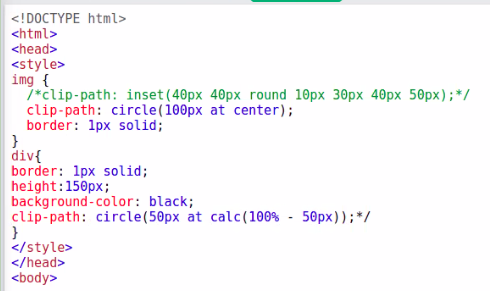 <!DOCTYPE html>
<html>
<head>
<style>
img {
  /*clip-path: inset(40px 40px round 10px 30px 40px 50px);*/
  clip-path: circle(100px at center);
  border: 1px solid;
}
div{
border: 1px solid;
height:150px;
background-color: black;
clip-path: circle(50px at calc(100% - 50px));*/
}
</style>
</head>
<body>